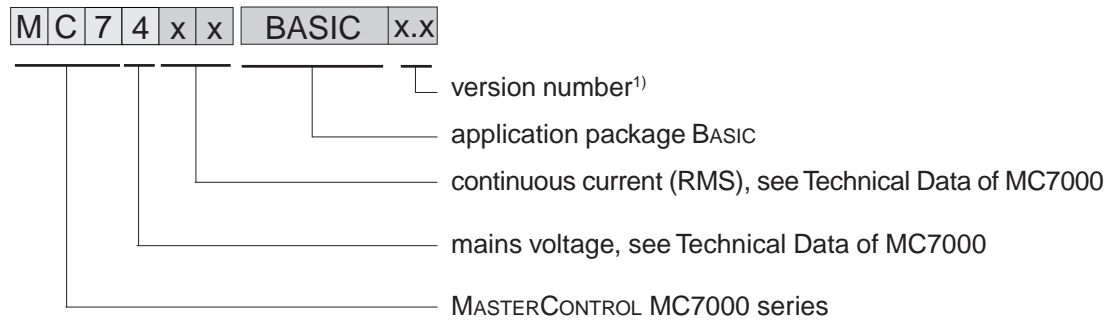 MC74xx BASIC x.x
version number1)
application package BASIC
continuous current (RMS), see Technical Data of MC7000
mains voltage, see Technical Data of MC7000
MASTERCONTROL MC7000 series